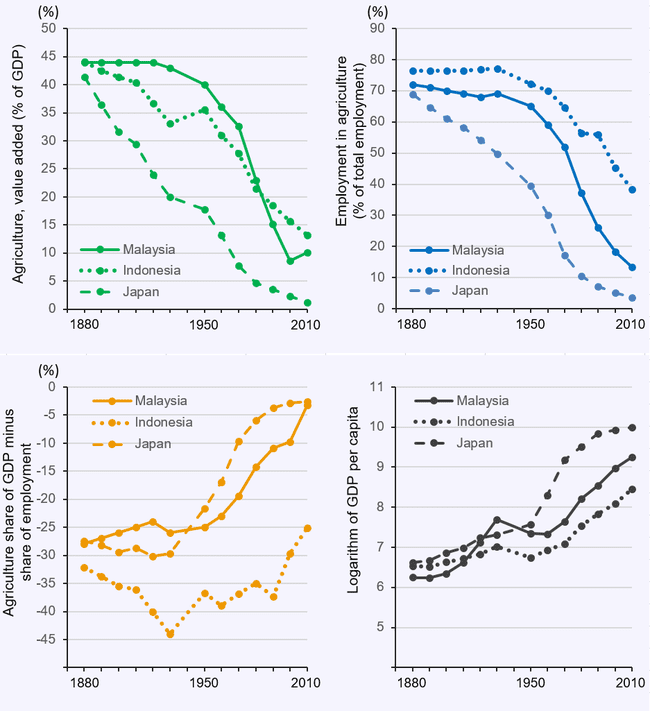 (%)
Agriculture, value added (% of GDP)
50
45
40
35
30
25
20
15
10
5
0
Malaysia
Indonesia
Japan
1880
1950
2010
(%)
Employment in agriculture
(% of total employment)
90
80
70
60
50
40
30
20
10
0
Malaysia
Indonesia
Japan
1880
1950
2010
(%)
Agriculture share of GDP minus
share of employment
0
-5
-10
-15
-20
-25
-30
-35
-40
-45
Malaysia
Indonesia
Japan
1880
1950
2010
Logarithm of GDP per capita
11
10
9
8
7
6
5
Malaysia
Indonesia
Japan
1880
1950
2010